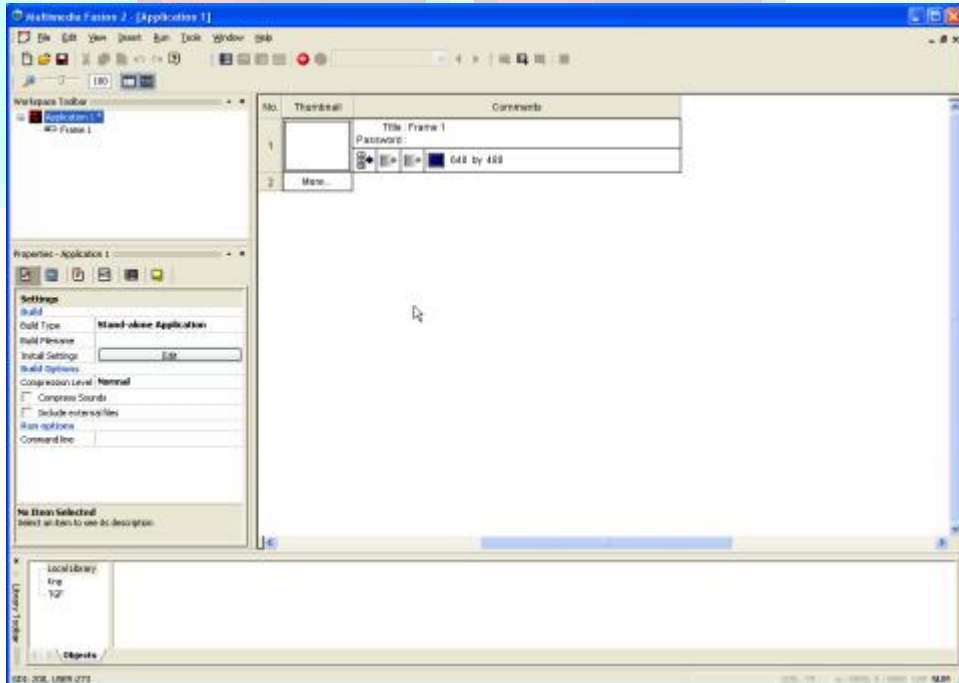 Multimedia Fusion 2 - [Application 1]
File Edit View Insert Run Tools Window Help
100
Workspace Toolbar
Application 1 *
Frame 1
No. Thumbnail Comments
1
Title : Frame 1
Password :
640 by 480
2 More...
Properties - Application 1
Settings
Build
Build Type Stand-alone Application
Build Filename
Install Settings Edit
Build Options
Compression Level Normal
Compress Sounds
Include external files
Run options
Command line
No Item Selected
Select an item to see its description
Library Toolbar
Local Library
TGF
Objects
NUM